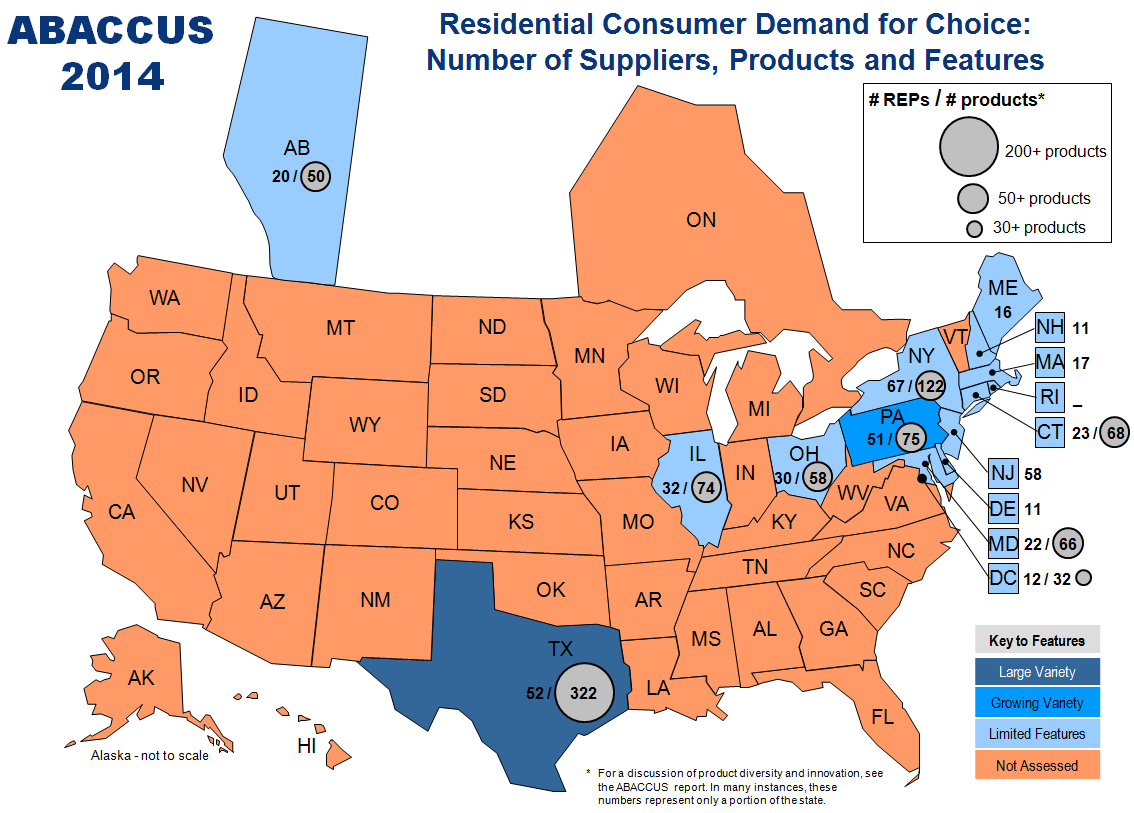 ABACCUS
2014
Residential Consumer Demand for Choice:
Number of Suppliers, Products and Features
# REPs / # products*
200+ products
50+ products
30+ products
AB
20 / 50
ON
WA
MT
ND
MN
OR
ID
SD
WI
MI
WY
IA
NE
NV
UT
CO
CA
KS
MO
IL
32 / 74
IN
OH
30 / 58
PA
51 / 75
NY
67 / 122
VT
ME
16
NH 11
MA 17
RI –
CT 23 / 68
NJ 58
DE 11
MD 22 / 66
DC 12 / 32
WV
VA
KY
NC
TN
SC
AZ
NM
OK
AR
MS
AL
GA
TX
52 / 322
LA
FL
AK
Alaska - not to scale
HI
Key to Features
Large Variety
Growing Variety
Limited Features
Not Assessed
* For a discussion of product diversity and innovation, see
the ABACCUS report. In many instances, these
numbers represent only a portion of the state.